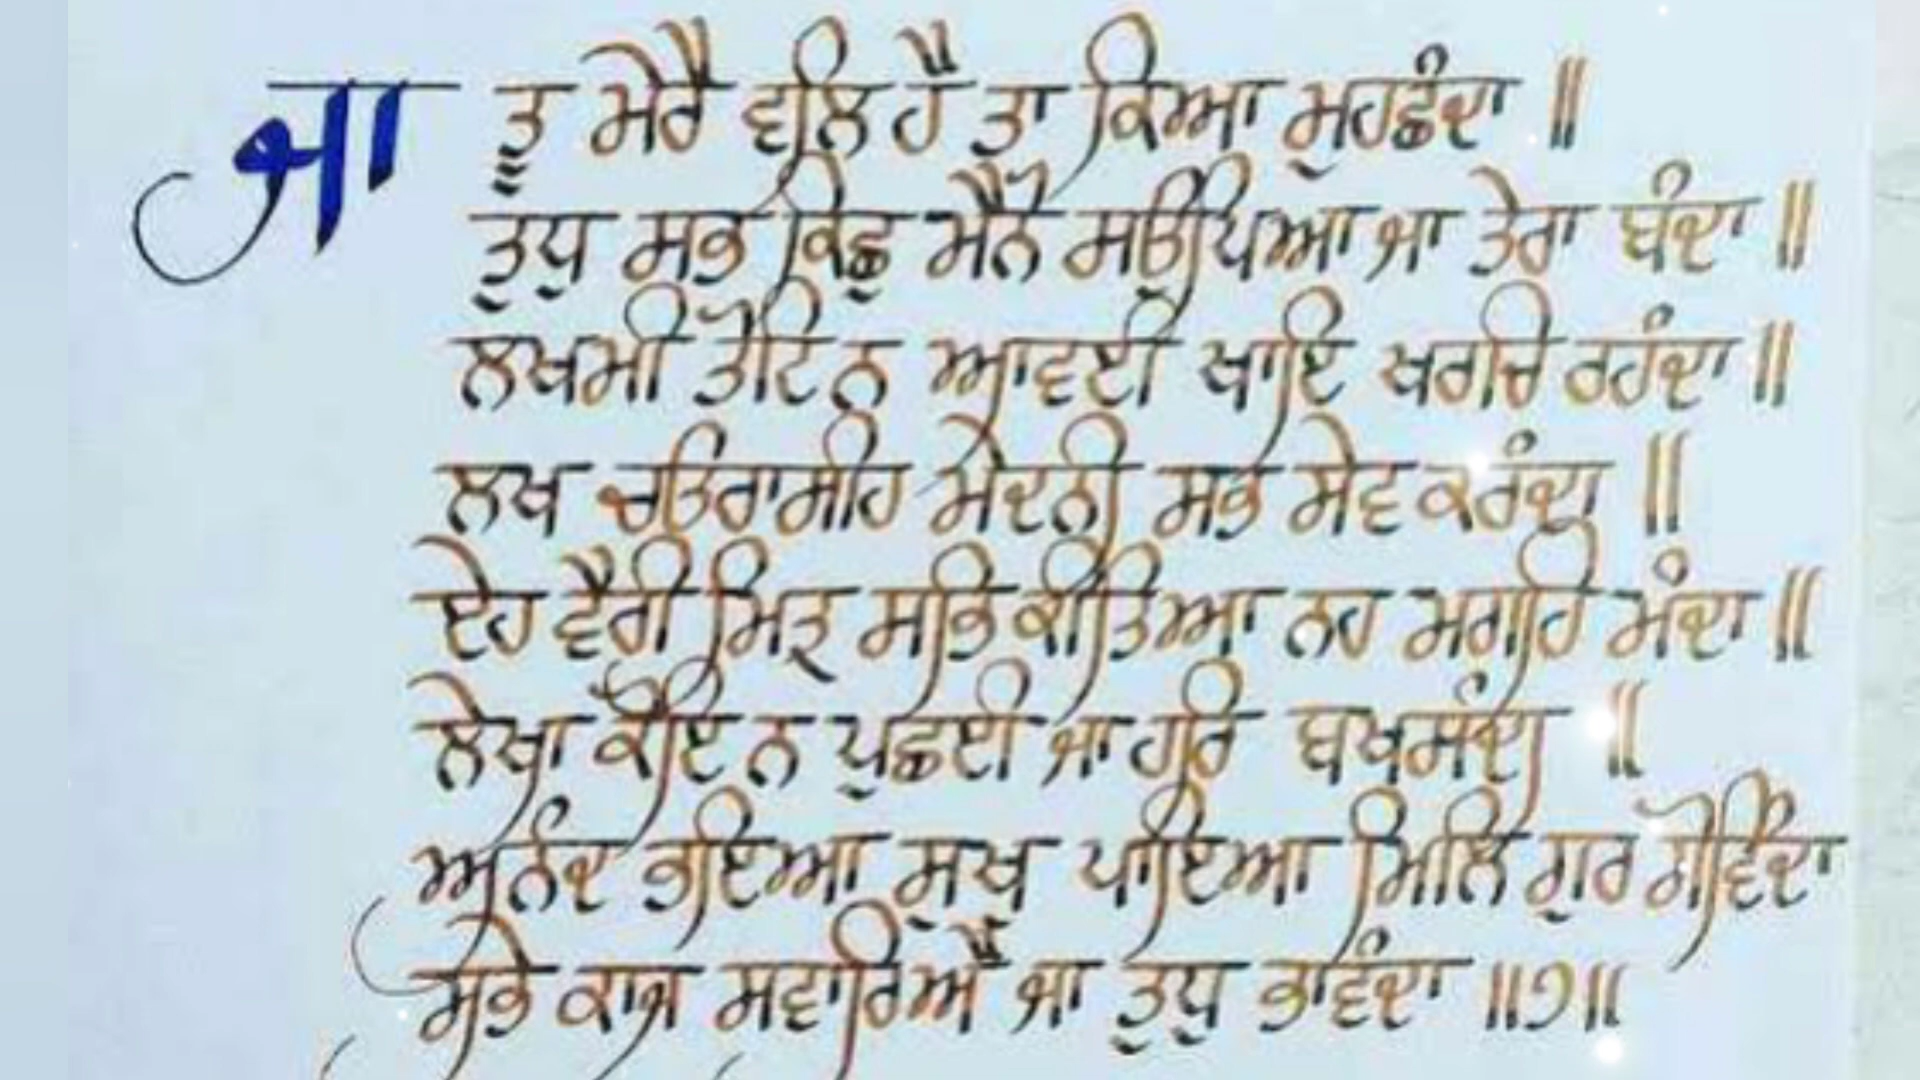 ਜਾ ਤੂ ਮੇਰੈ ਵਲਿ ਹੈ ਤਾ ਕਿਆ ਮੁਹਛੰਦਾ ॥
ਤੁਧੁ ਸਭੁ ਕਿਛੁ ਮੈਨੋ ਸਉਪਿਆ ਜਾ ਤੇਰਾ ਬੰਦਾ ॥
ਲਖਮੀ ਤੋਟਿ ਨ ਆਵਈ ਖਾਇ ਖਰਚਿ ਰਹੰਦਾ ॥
ਲਖ ਚਉਰਾਸੀਹ ਮੇਦਨੀ ਸਭ ਸੇਵ ਕਰੰਦਾ ॥
ਏਹ ਵੈਰੀ ਮਿਤ੍ਰ ਸਭਿ ਕੀਤਿਆ ਨਹ ਮਗਹਿ ਮੰਦਾ ॥
ਲੇਖਾ ਕੋਇ ਨ ਪੁਛਈ ਜਾ ਹਰਿ ਬਖਸੰਦਾ ॥
ਅਨੰਦ ਭਇਆ ਸੁਖੁ ਪਾਇਆ ਮਿਲਿ ਗੁਰ ਗੋਵਿੰਦਾ
ਸਭੇ ਕਾਜ ਸਵਾਰਿਐ ਜਾ ਤੁਧੁ ਭਾਵੰਦਾ ॥੭॥